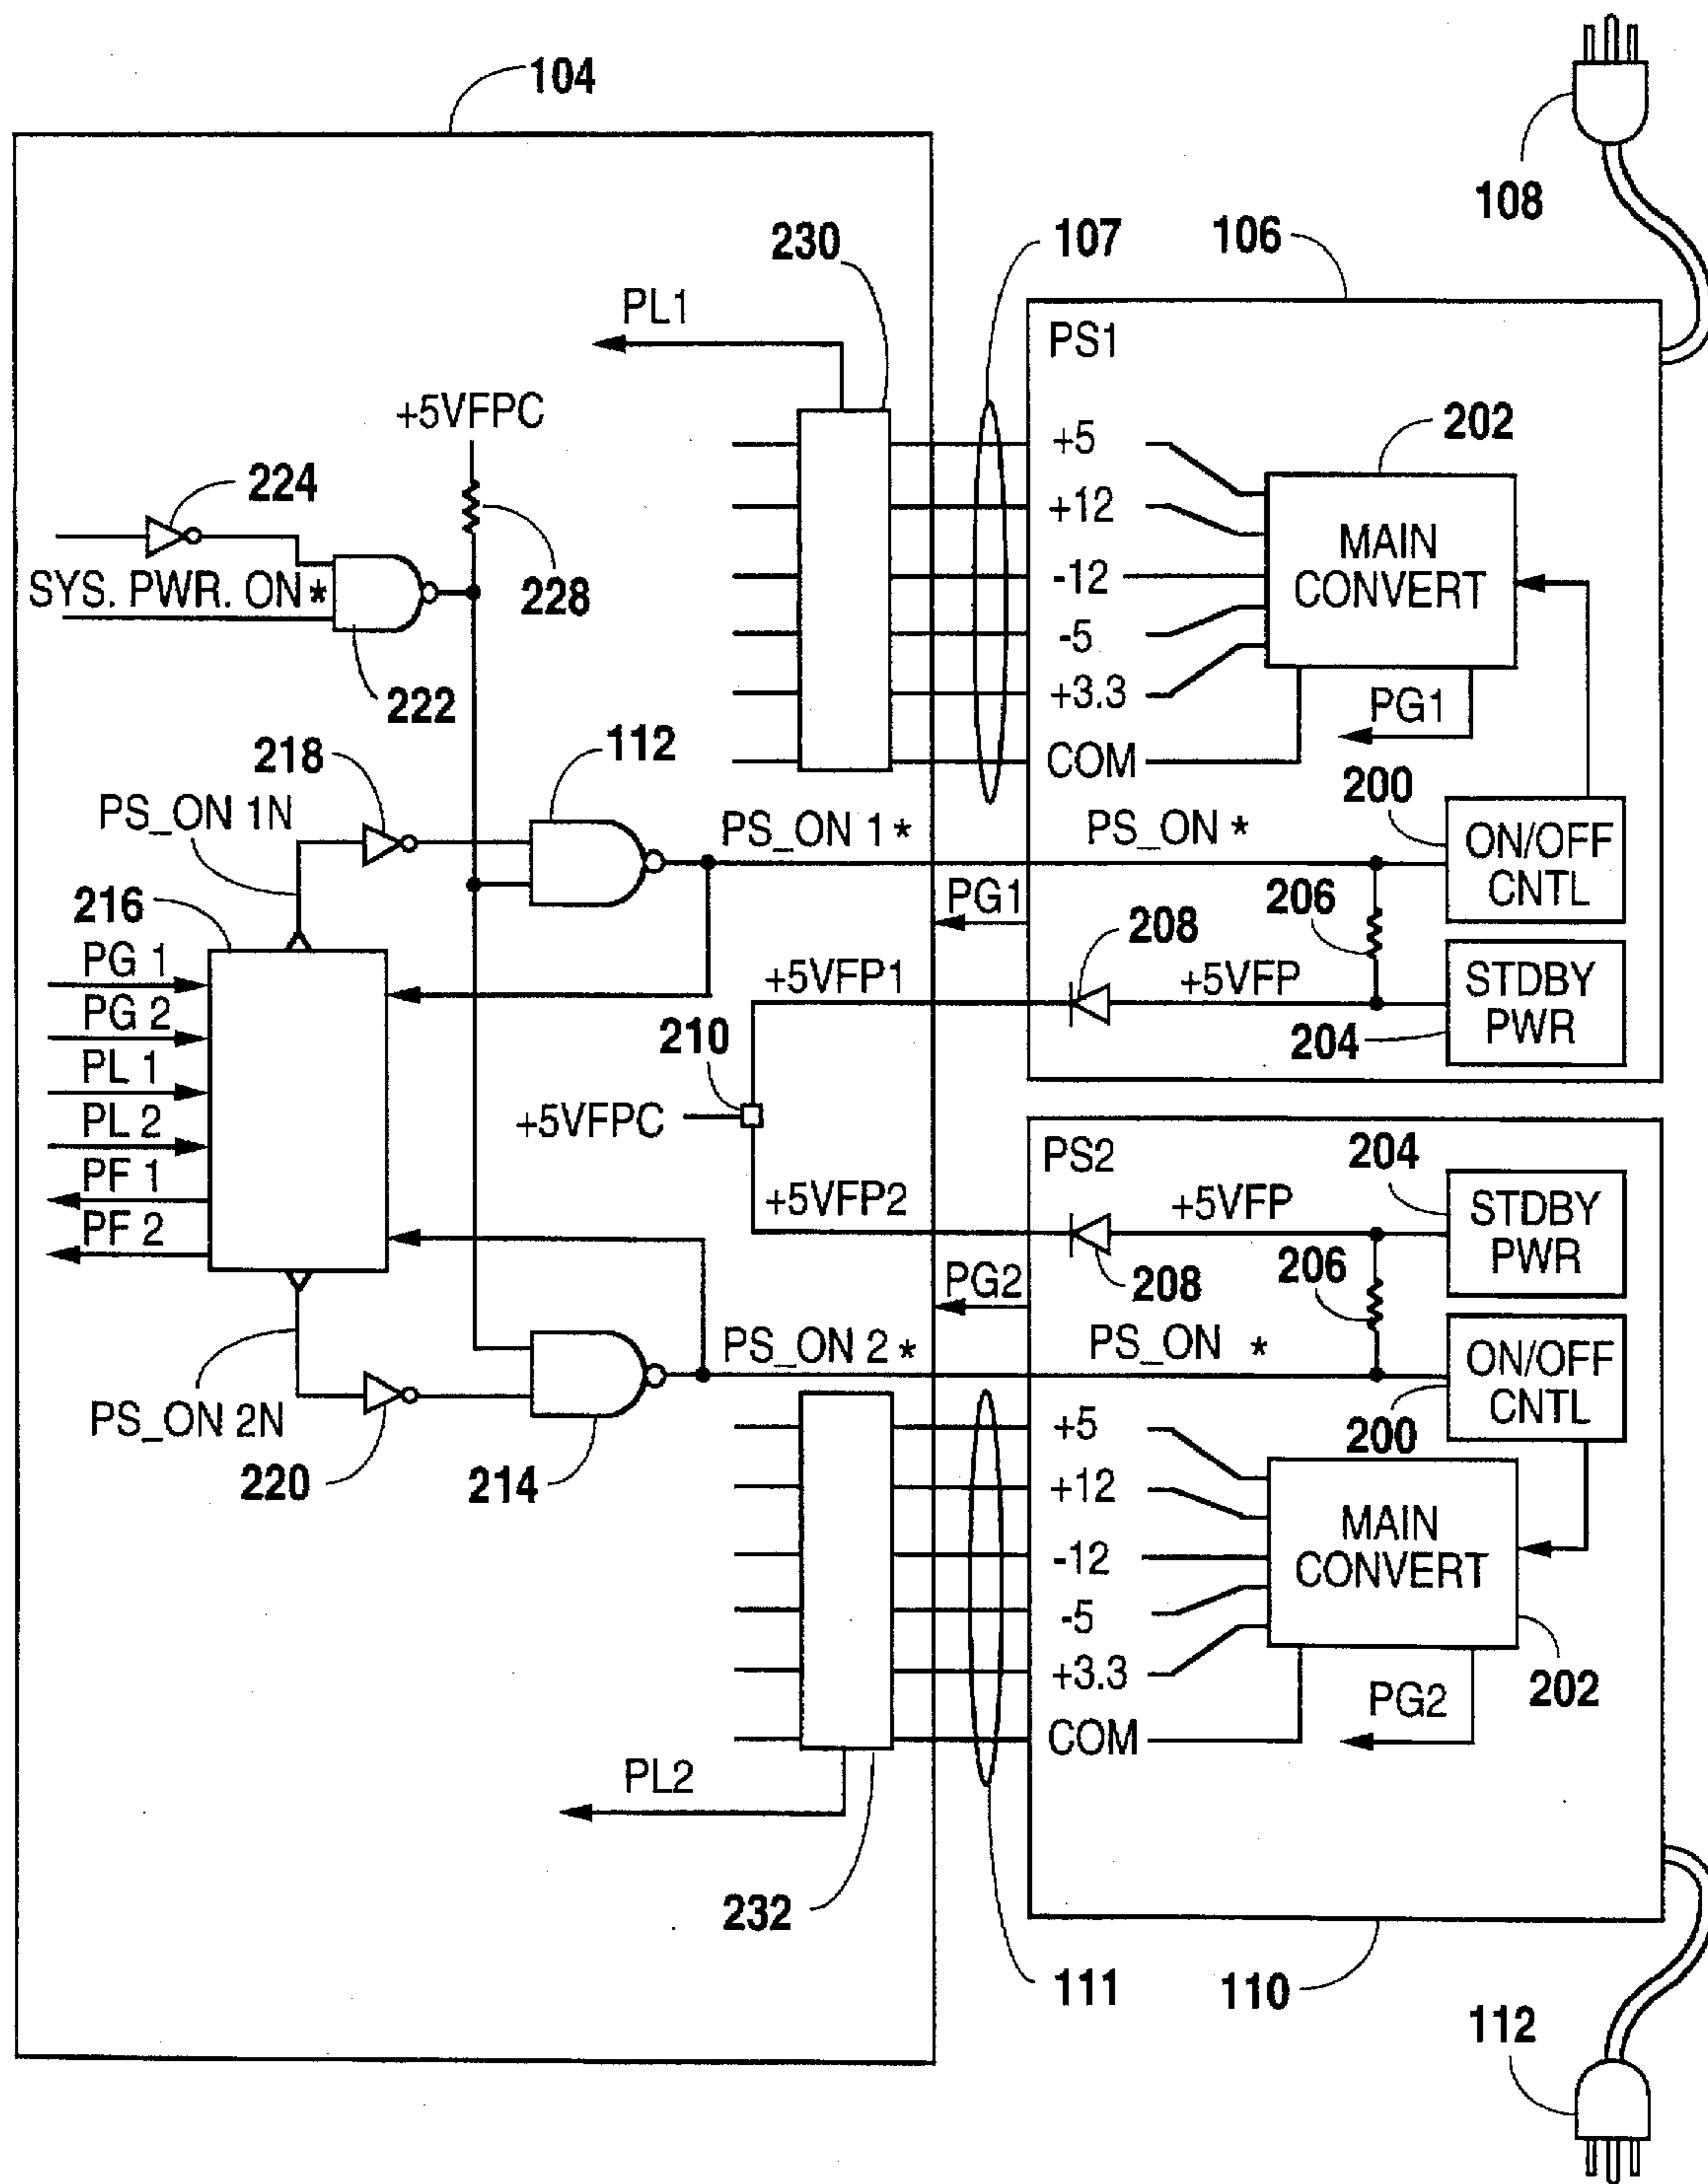 104
108
230
107
106
PL1
PS1
+5VFPC
+5
202
224
+12
MAIN
CONVERT
SYS. PWR. ON *
228
-12
-5
222
+3.3
PG1
218
112
COM
200
PS_ON 1N
PS_ON 1 *
PS_ON *
ON/OFF
CNTL
216
PG1
206
208
PG 1
+5VFP1
+5VFP
STDBY
PWR
PG 2
210
204
PL 1
+5VFPC
PL 2
PS2
204
PF 1
+5VFP2
+5VFP
STDBY
PWR
PF 2
PG2
208
206
PS_ON 2 *
PS_ON *
ON/OFF
CNTL
PS_ON 2N
+5
200
220
214
+12
MAIN
CONVERT
-12
-5
+3.3
202
PG2
COM
PL2
232
111
110
112